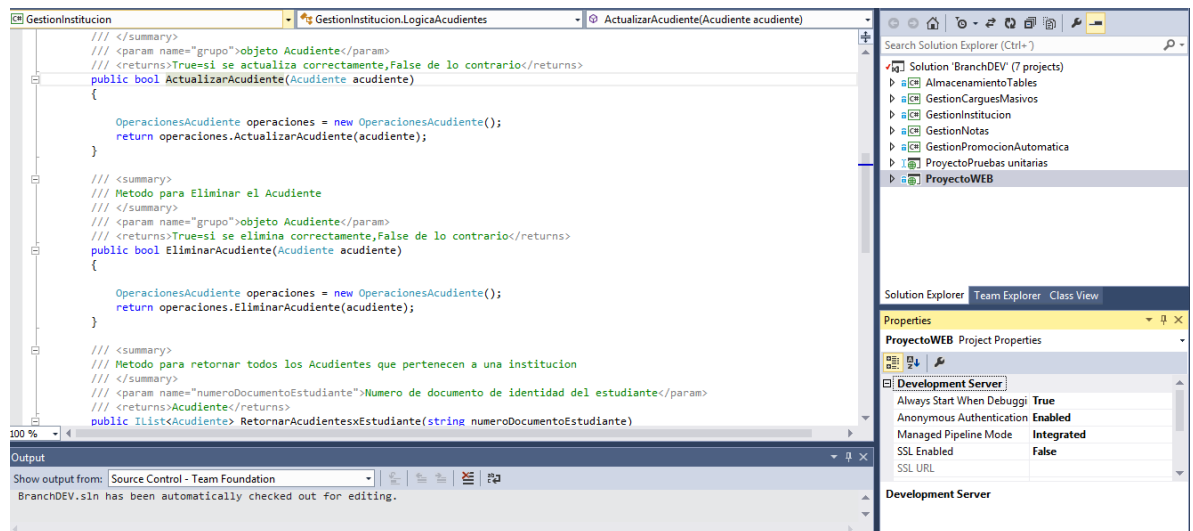 GestionInstitucion
GestionInstitucion.LogicaAcudientes
ActualizarAcudiente(Acudiente acudiente)
/// </summary>
/// <param name="grupo">objeto Acudiente</param>
/// <returns>True=si se actualiza correctamente,False de lo contrario</returns>
public bool ActualizarAcudiente(Acudiente acudiente)
{
OperacionesAcudiente operaciones = new OperacionesAcudiente();
return operaciones.ActualizarAcudiente(acudiente);
}
/// <summary>
/// Metodo para Eliminar el Acudiente
/// </summary>
/// <param name="grupo">objeto Acudiente</param>
/// <returns>True=si se elimina correctamente,False de lo contrario</returns>
public bool EliminarAcudiente(Acudiente acudiente)
{
OperacionesAcudiente operaciones = new OperacionesAcudiente();
return operaciones.EliminarAcudiente(acudiente);
}
/// <summary>
/// Metodo para retornar todos los Acudientes que pertenecen a una institucion
/// </summary>
/// <param name="numeroDocumentoEstudiante">Numero de documento de identidad del estudiante</param>
/// <returns>Acudiente</returns>
public IList<Acudiente> RetornarAcudientesxEstudiante(string numeroDocumentoEstudiante)
100 %
Output
Show output from: Source Control - Team Foundation
BranchDEV.sln has been automatically checked out for editing.
Search Solution Explorer (Ctrl+´)
Solution 'BranchDEV' (7 projects)
C# AlmacenamientoTables
C# GestionCarguesMasivos
C# GestionInstitucion
C# GestionNotas
C# GestionPromocionAutomatica
ProyectoPruebas unitarias
ProyectoWEB
Solution Explorer Team Explorer Class View
Properties
ProyectoWEB Project Properties
Development Server
Always Start When Debuggi True
Anonymous Authentication Enabled
Managed Pipeline Mode Integrated
SSL Enabled False
SSL URL
Development Server